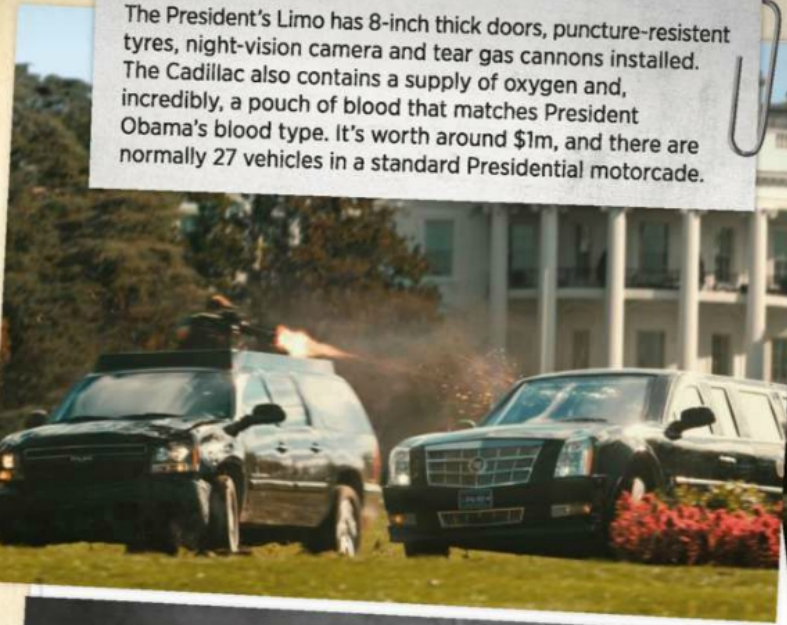 The President's Limo has 8-inch thick doors, puncture-resistent
tyres, night-vision camera and tear gas cannons installed.
The Cadillac also contains a supply of oxygen and,
incredibly, a pouch of blood that matches President
Obama's blood type. It's worth around $1m, and there are
normally 27 vehicles in a standard Presidential motorcade.